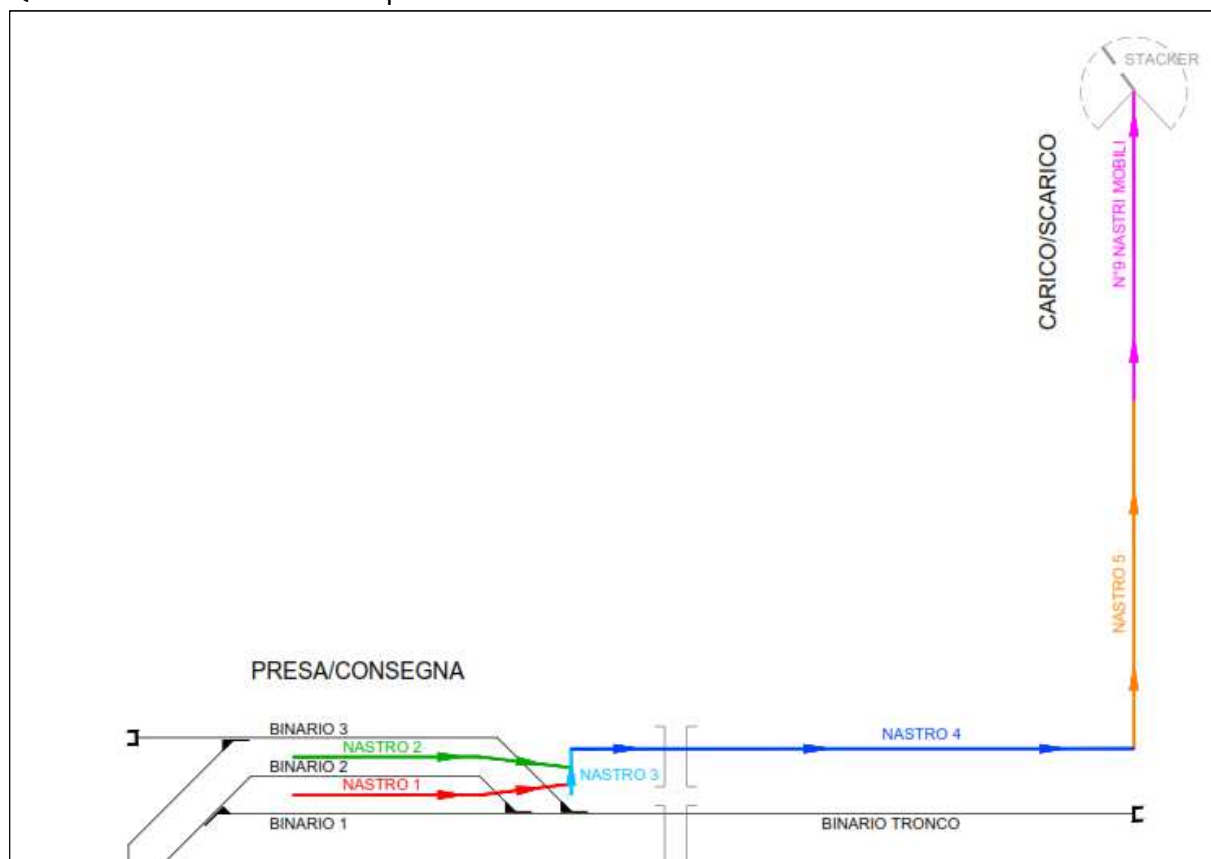 STACKER
CARICO/SCARICO
N°9 NASTRI MOBILI
NASTRO 5
PRESA/CONSEGNA
BINARIO 3
NASTRO 2
NASTRO 4
BINARIO 2
NASTRO 3
NASTRO 1
BINARIO 1
BINARIO TRONCO